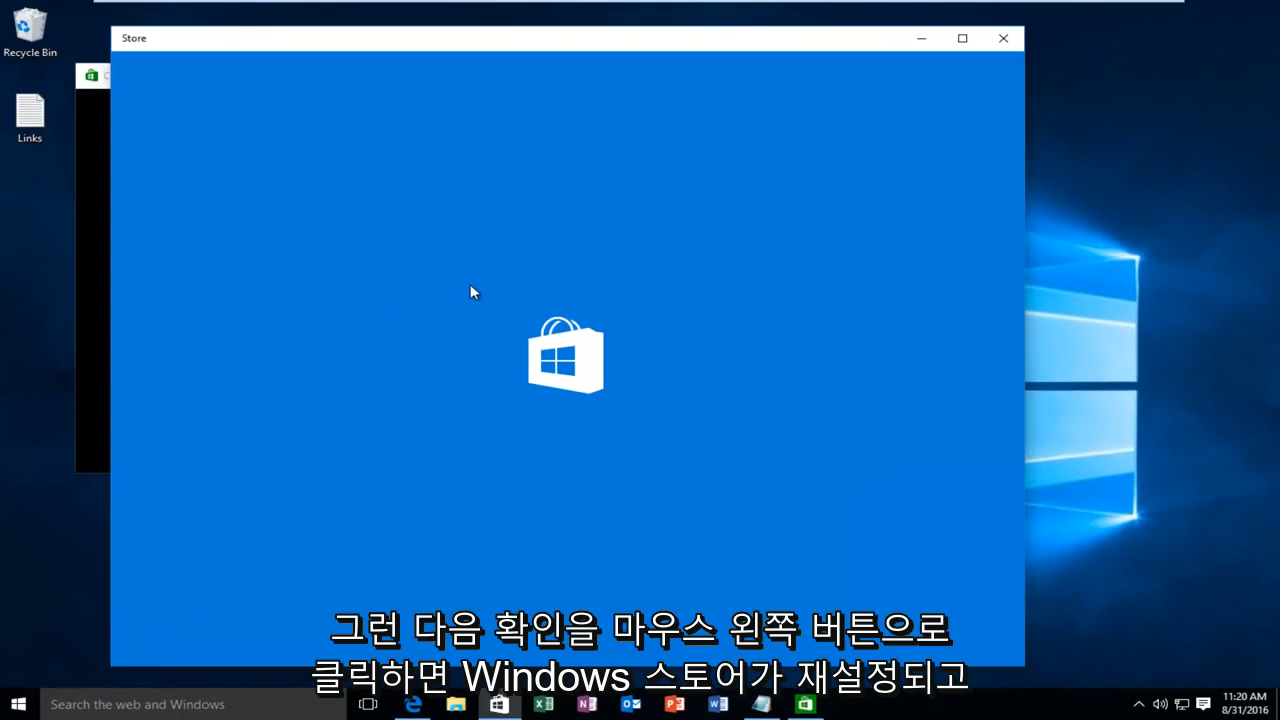 Store
Recycle Bin
C
Links
그런 다음 확인을 마우스 왼쪽 버튼으로
클릭하면 Windows 스토어가 재설정되고
Search the web and Windows
11:20 AM
8/31/2016